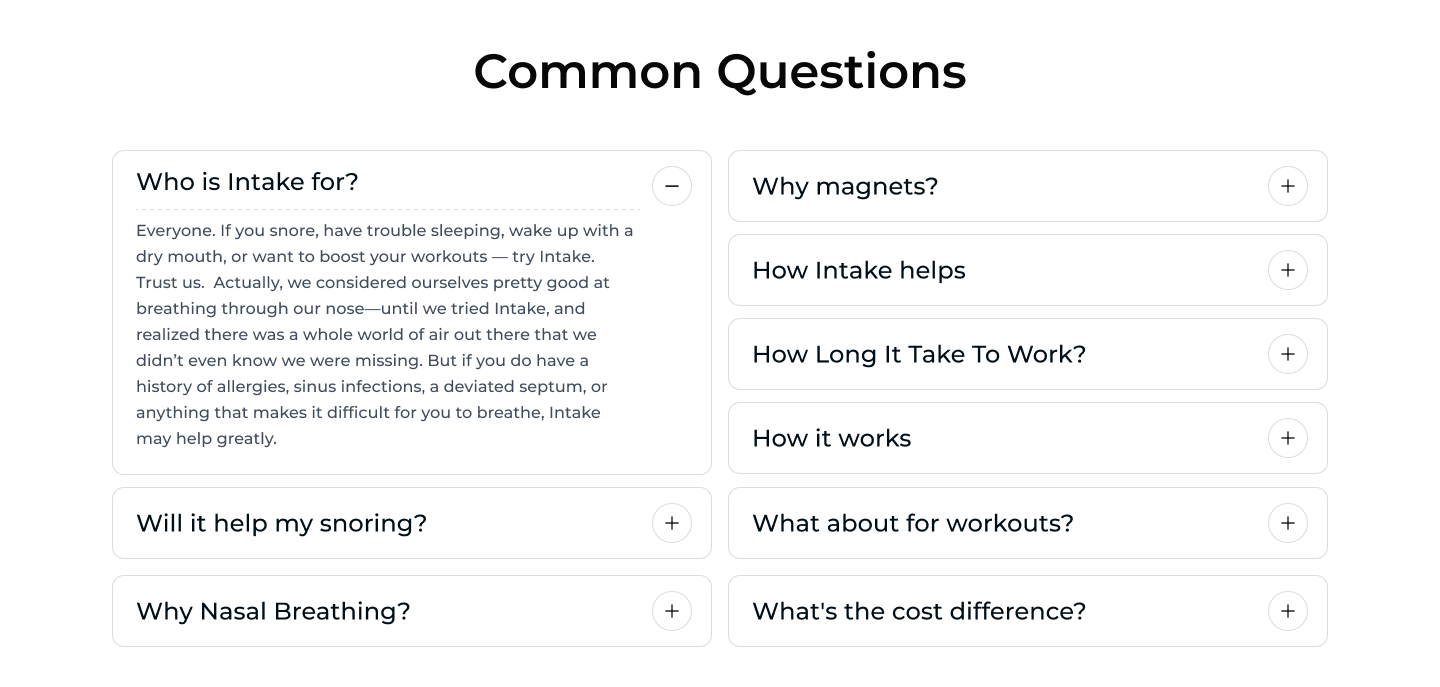 Common Questions
Who is Intake for?
Everyone. If you snore, have trouble sleeping, wake up with a
dry mouth, or want to boost your workouts — try Intake.
Trust us.  Actually, we considered ourselves pretty good at
breathing through our nose—until we tried Intake, and
realized there was a whole world of air out there that we
didn’t even know we were missing. But if you do have a
history of allergies, sinus infections, a deviated septum, or
anything that makes it difficult for you to breathe, Intake
may help greatly.
Will it help my snoring?
Why Nasal Breathing?
Why magnets?
How Intake helps
How Long It Take To Work?
How it works
What about for workouts?
What's the cost difference?